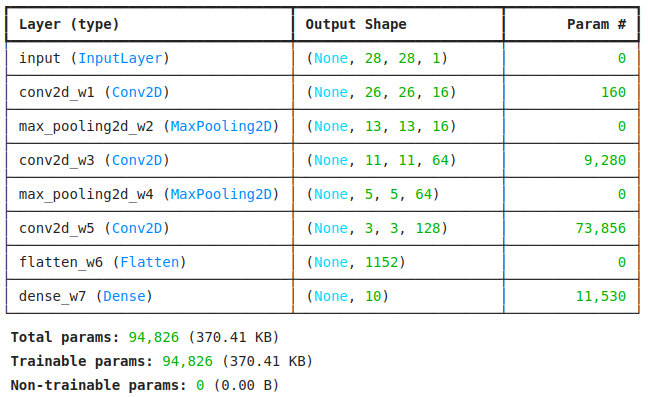 Layer (type) Output Shape Param #
input (InputLayer) (None, 28, 28, 1) 0
conv2d_w1 (Conv2D) (None, 26, 26, 16) 160
max_pooling2d_w2 (MaxPooling2D) (None, 13, 13, 16) 0
conv2d_w3 (Conv2D) (None, 11, 11, 64) 9,280
max_pooling2d_w4 (MaxPooling2D) (None, 5, 5, 64) 0
conv2d_w5 (Conv2D) (None, 3, 3, 128) 73,856
flatten_w6 (Flatten) (None, 1152) 0
dense_w7 (Dense) (None, 10) 11,530
Total params: 94,826 (370.41 KB)
Trainable params: 94,826 (370.41 KB)
Non-trainable params: 0 (0.00 B)